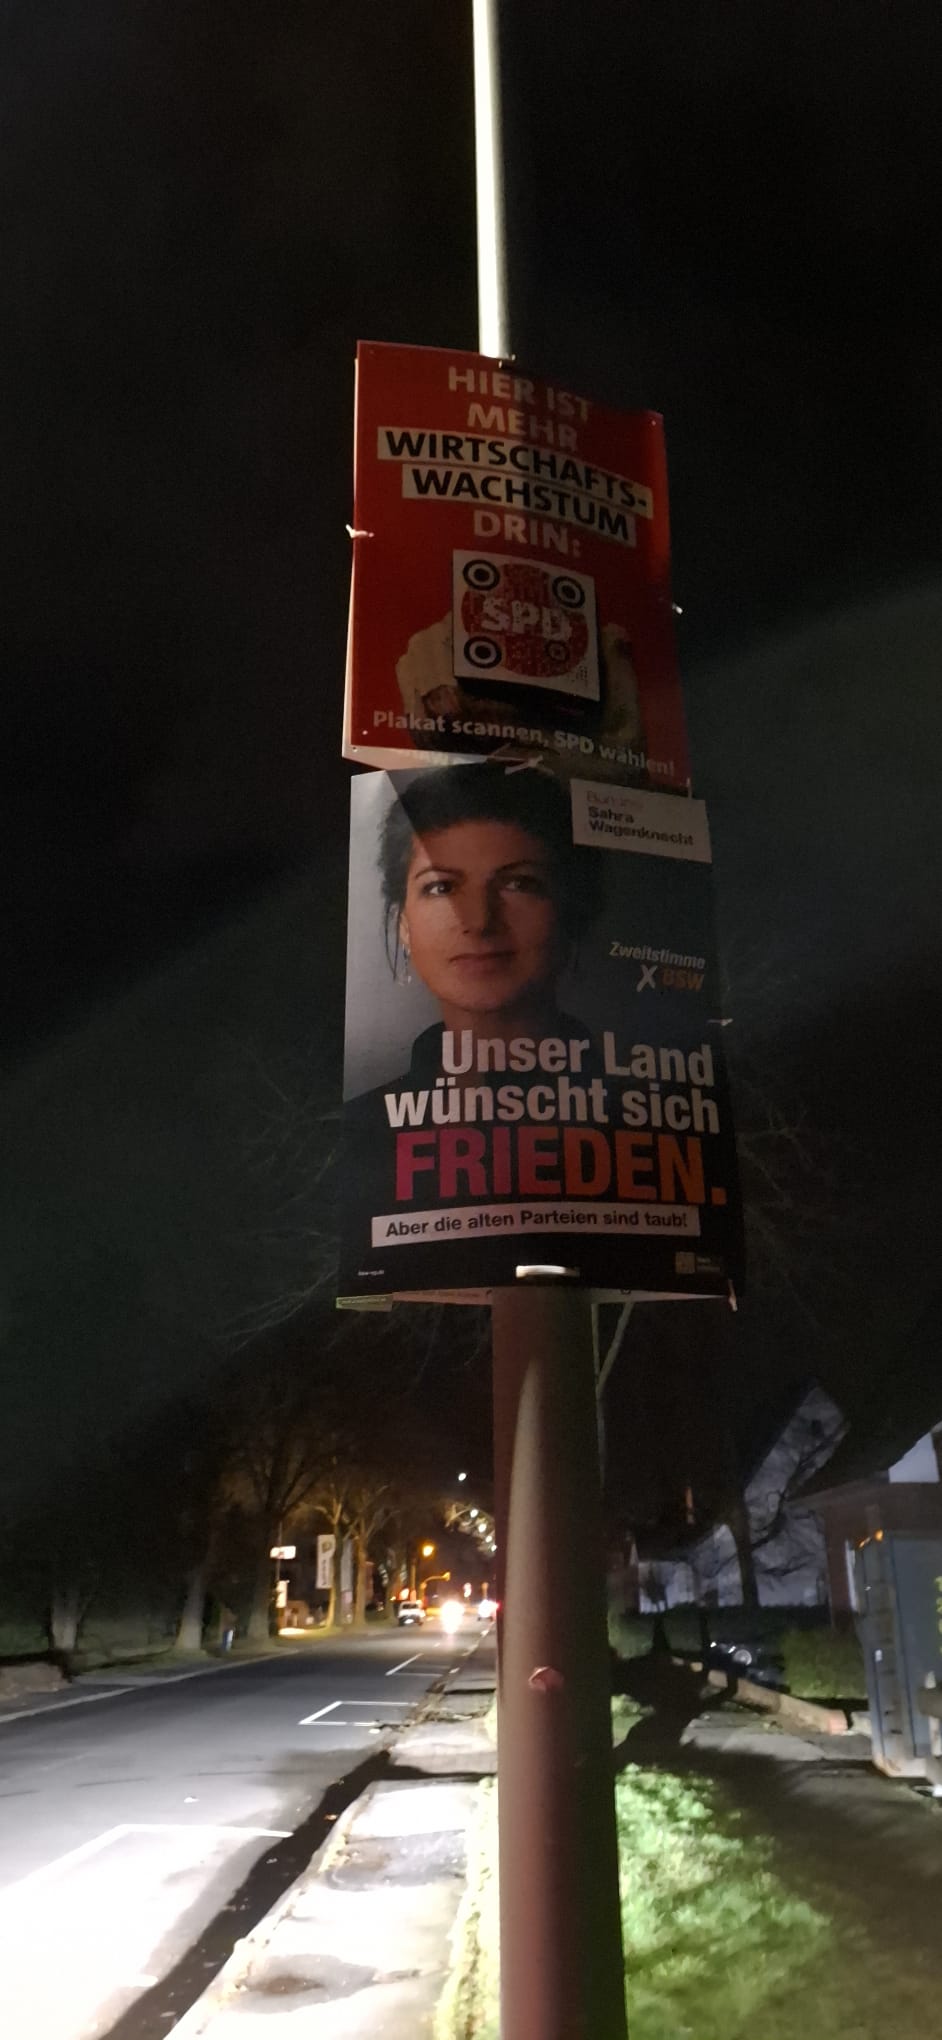 HIER IST
MEHR
WIRTSCHAFTS-
WACHSTUM
DRIN:
SPD
Plakat scannen, SPD wählen!
Bündnis
Sahra
Wagenknecht
Zweitstimme
X BSW
Unser Land
wünscht sich
FRIEDEN.
Aber die alten Parteien sind taub!